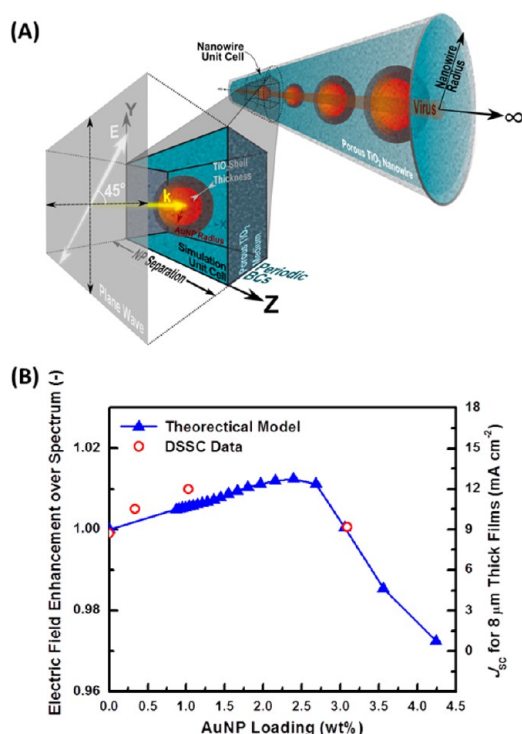 (A)
Nanowire
Unit Cell
Nanowire
Radius
Virus
∞
Porous TiO2 Nanowire
Y
E
45°
k
TiO2 Shell
Thickness
X
AuNP Radius
Simulation
Unit Cell
Porous TiO2
Medium
Periodic
BCs
NP Separation
Z
Plane Wave
(B)
Electric Field Enhancement over Spectrum (-)
1.02
1.00
0.98
0.96
Theorectical Model
DSSC Data
18
15
12
9
6
3
0
JSC for 8 μm Thick Films (mA cm-2)
0.0 0.5 1.0 1.5 2.0 2.5 3.0 3.5 4.0 4.5
AuNP Loading (wt%)